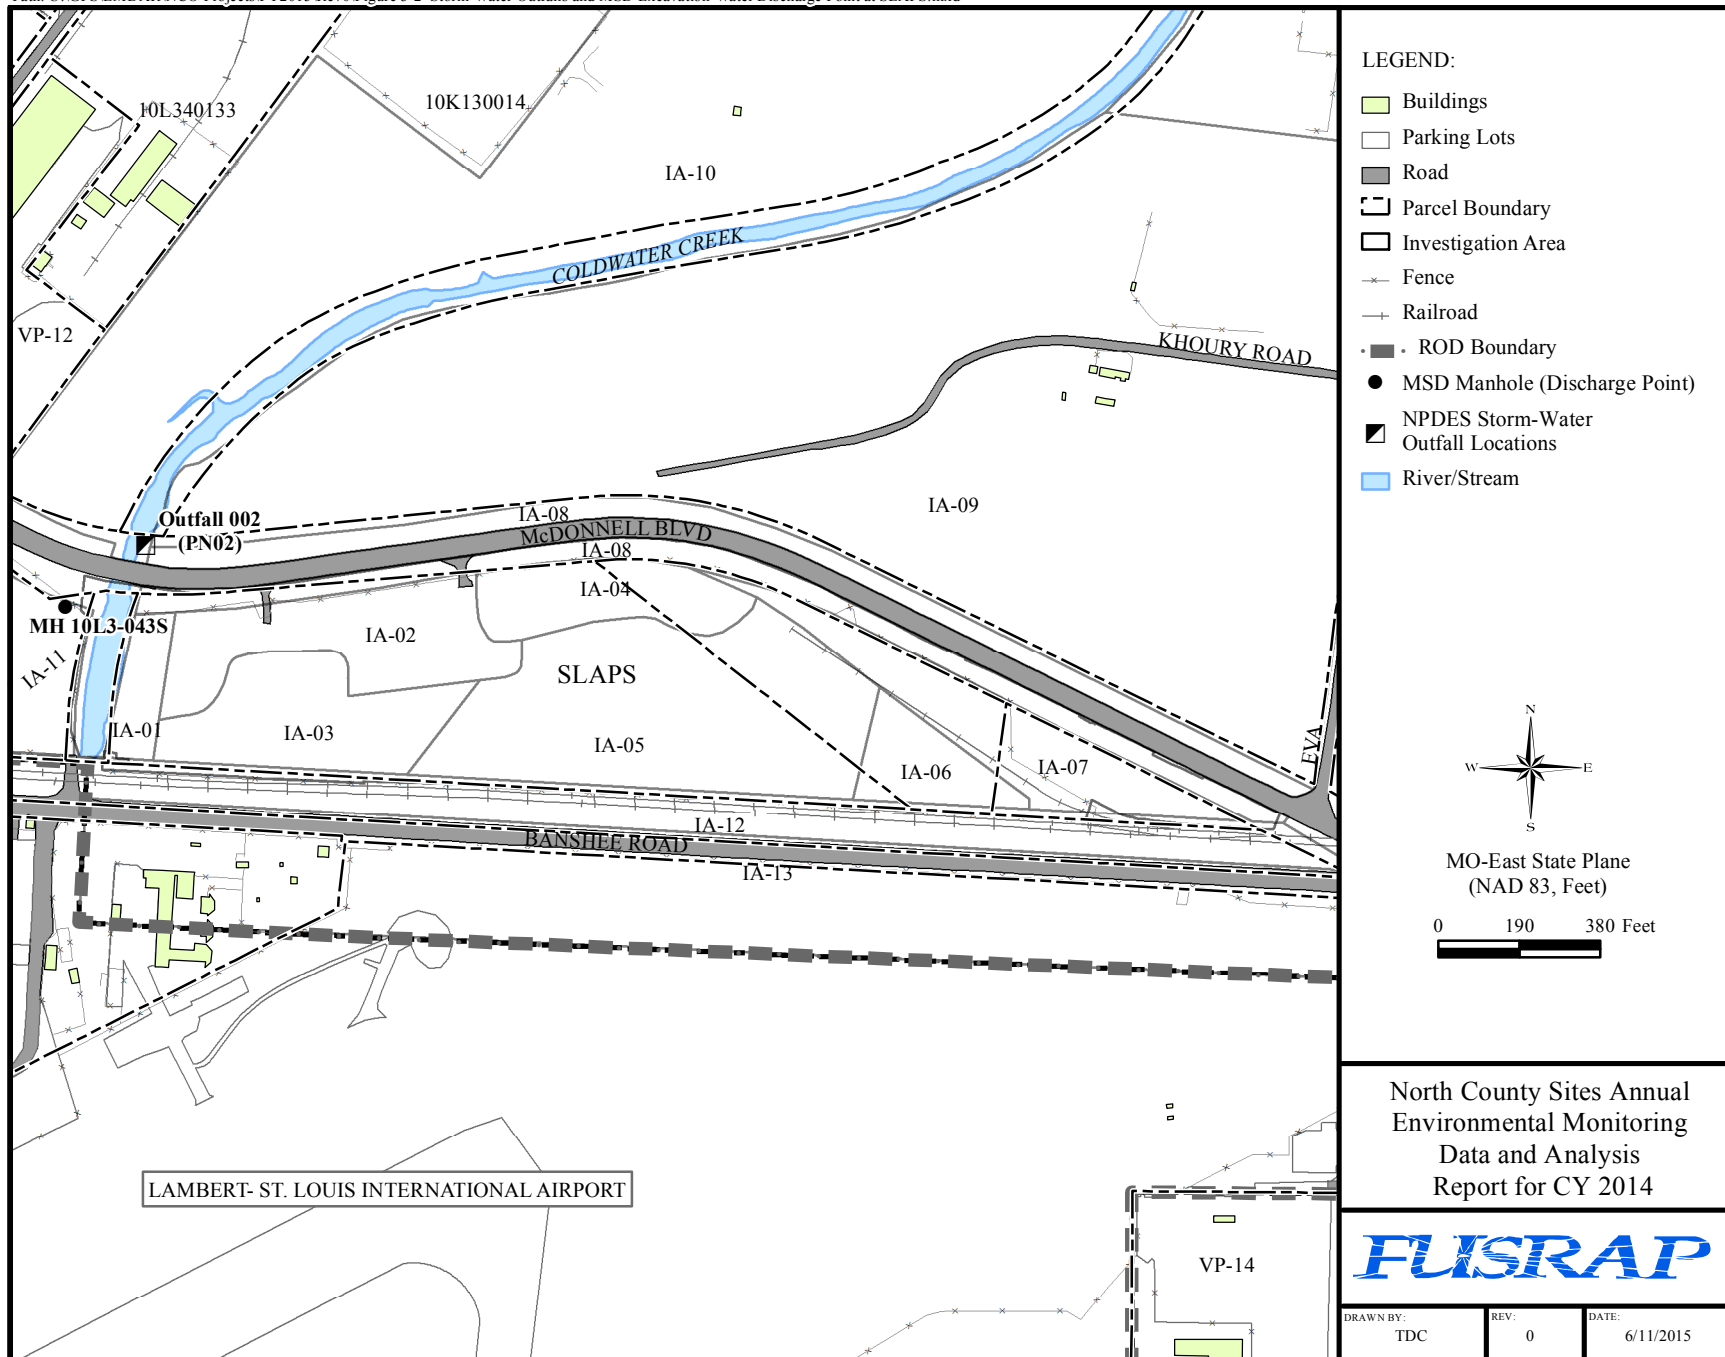 10L340133
10K130014
IA-10
COLDWATER CREEK
VP-12
KHOURY ROAD
Outfall 002
(PN02)
IA-08
McDONNELL BLVD
IA-08
IA-09
IA-04
MH 10L3-043S
IA-02
IA-11
SLAPS
IA-01
IA-03
IA-05
IA-06
IA-07
EVA
IA-12
BANSHEE ROAD
IA-13
LAMBERT- ST. LOUIS INTERNATIONAL AIRPORT
VP-14
LEGEND:
Buildings
Parking Lots
Road
Parcel Boundary
Investigation Area
Fence
Railroad
ROD Boundary
MSD Manhole (Discharge Point)
NPDES Storm-Water
Outfall Locations
River/Stream
N
W E
S
MO-East State Plane
(NAD 83, Feet)
0 190 380 Feet
North County Sites Annual
Environmental Monitoring
Data and Analysis
Report for CY 2014
FUSRAP
DRAWN BY: REV: DATE:
TDC 0 6/11/2015